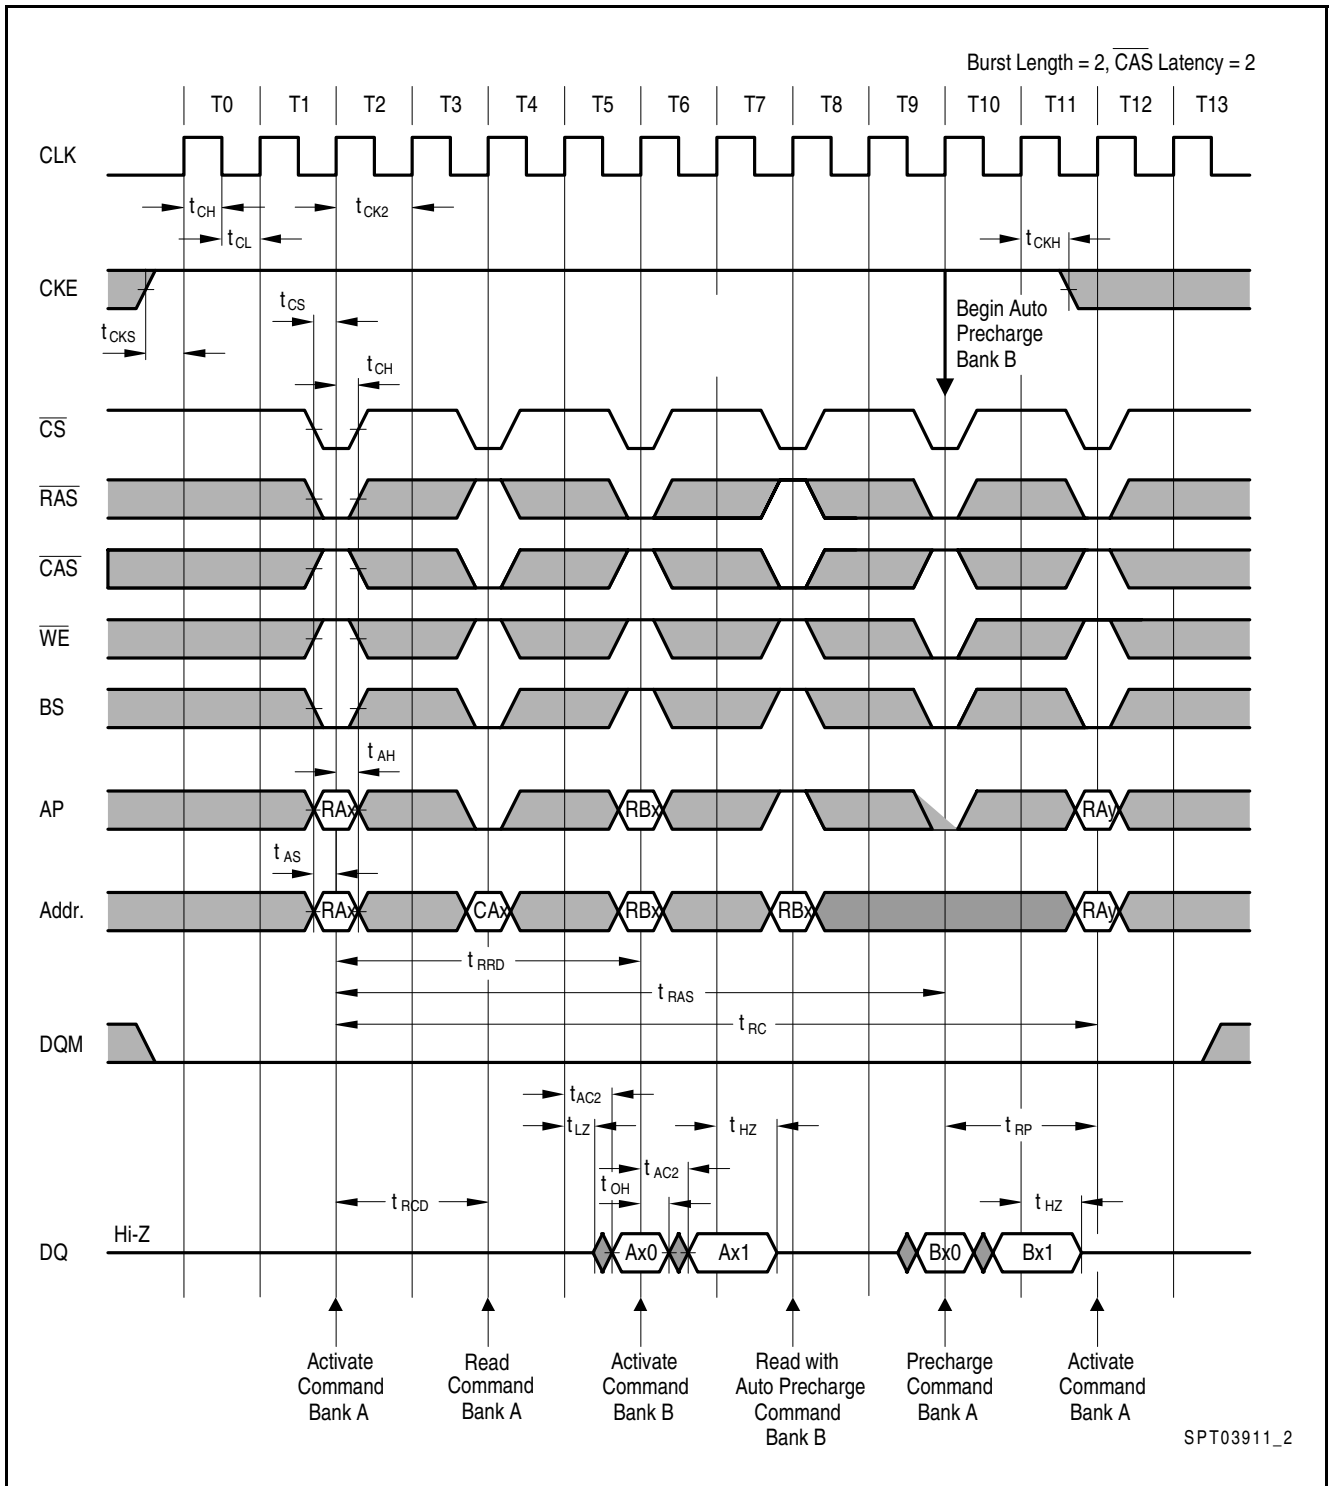 Burst Length = 2, CAS Latency = 2
T0 T1 T2 T3 T4 T5 T6 T7 T8 T9 T10 T11 T12 T13
CLK
tCH tCK2
tCL tCKH
CKE
tCS
Begin Auto
Precharge
Bank B
tCKS
tCH
CS
RAS
CAS
WE
BS
tAH
AP RAx RBx RAy
tAS
Addr. RAx CAx RBx RBx RAy
tRRD
tRAS
tRC
DQM
tAC2
tLZ tHZ tRP
tAC2
tOH
tRCD tHZ
Hi-Z
DQ Ax0 Ax1 Bx0 Bx1
Activate
Command
Bank A
Read
Command
Bank A
Activate
Command
Bank B
Read with
Auto Precharge
Command
Bank B
Precharge
Command
Bank A
Activate
Command
Bank A
SPT03911_2